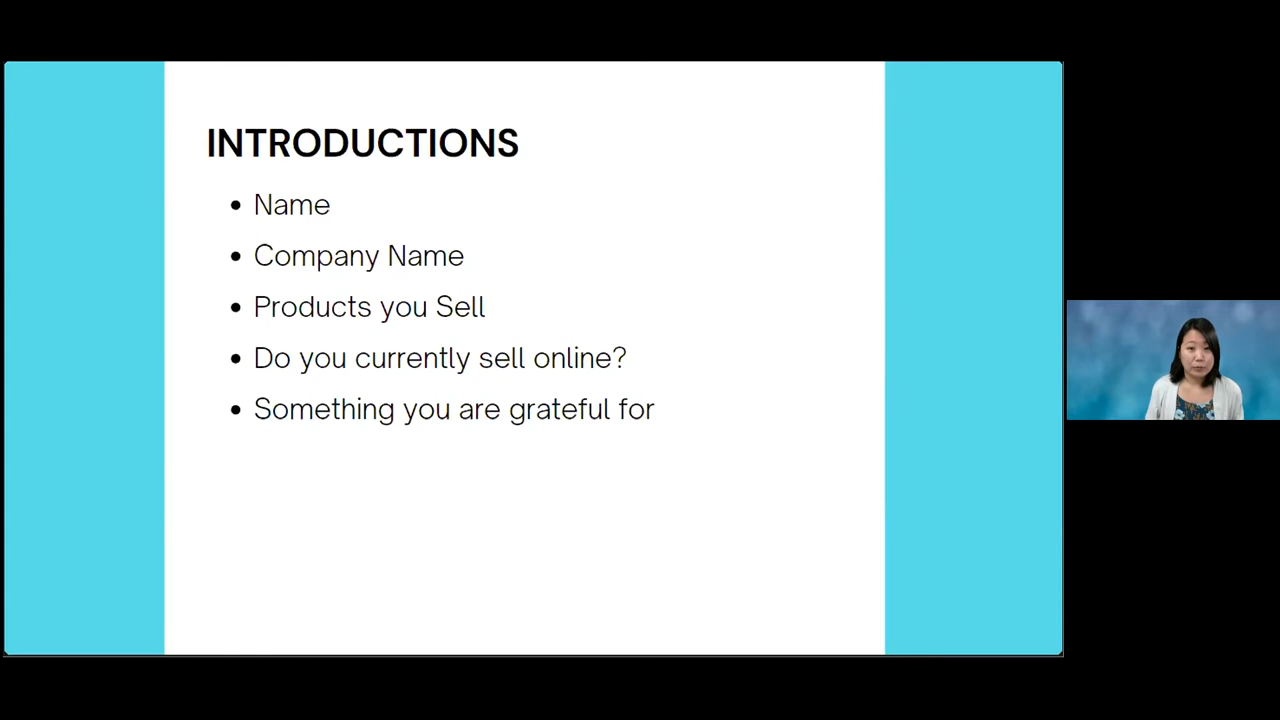 INTRODUCTIONS
• Name
• Company Name
• Products you Sell
• Do you currently sell online?
• Something you are grateful for